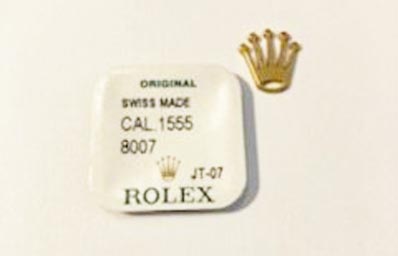 ORIGINAL
SWISS MADE
CAL.1555
8007
JT-07
ROLEX